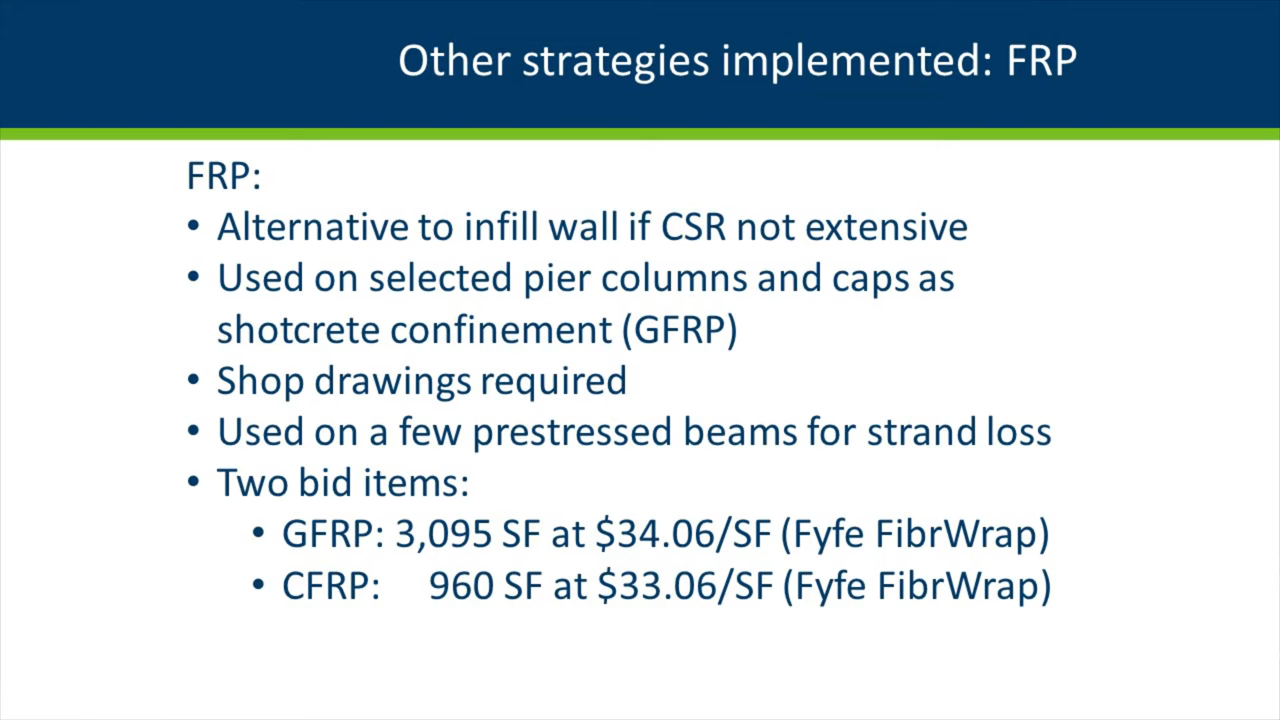 Other strategies implemented: FRP
FRP:
• Alternative to infill wall if CSR not extensive
• Used on selected pier columns and caps as
shotcrete confinement (GFRP)
• Shop drawings required
• Used on a few prestressed beams for strand loss
• Two bid items:
• GFRP: 3,095 SF at $34.06/SF (Fyfe FibrWrap)
• CFRP: 960 SF at $33.06/SF (Fyfe FibrWrap)